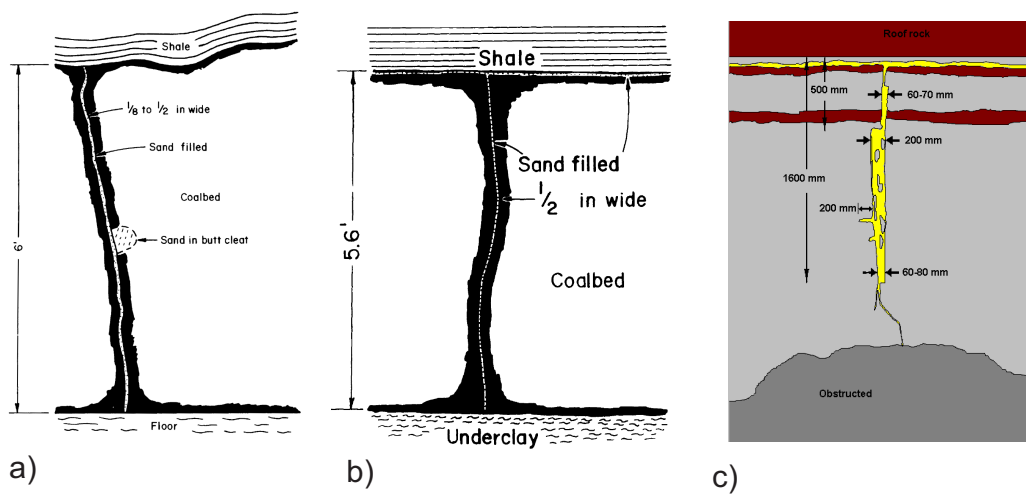 Shale
6'
1/8 to 1/2 in wide
Sand filled
Coalbed
Sand in butt cleat
Floor
a)
Shale
5.6'
Sand filled
1/2 in wide
Coalbed
Underclay
b)
c)
Roof rock
500 mm
60-70 mm
200 mm
1600 mm
200 mm
60-80 mm
Obstructed